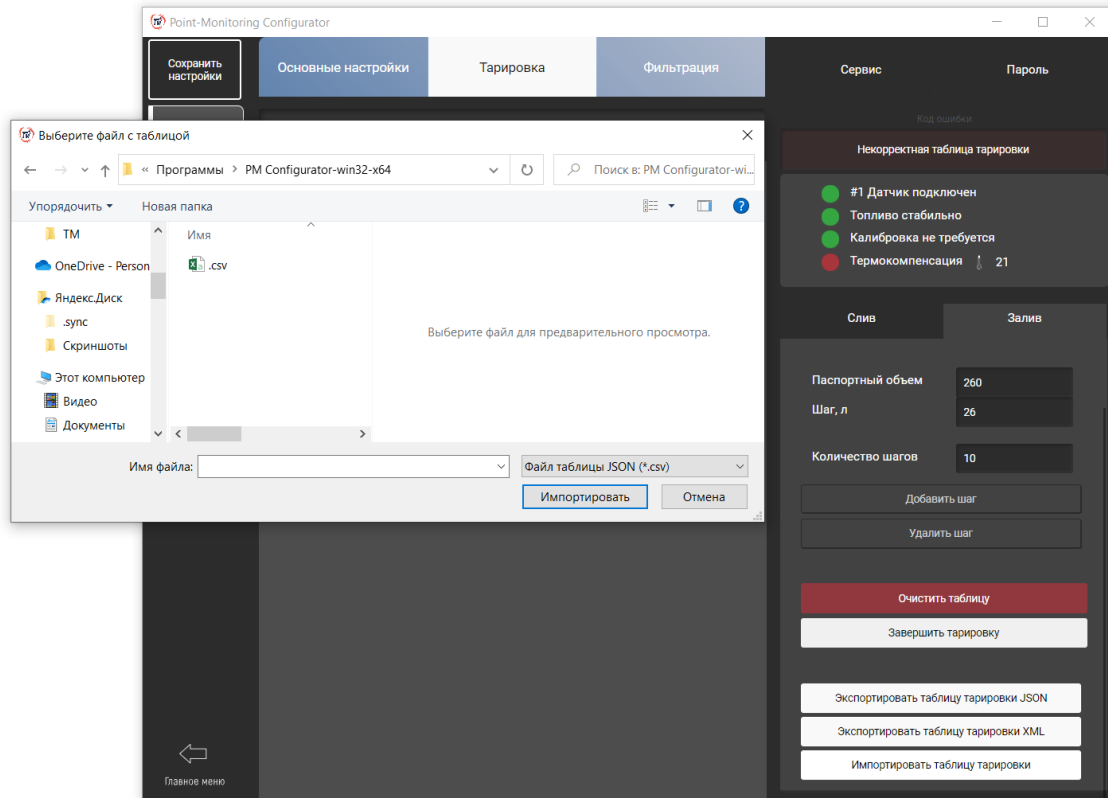 Point-Monitoring Configurator
Сохранить
настройки
Основные настройки
Тарировка
Фильтрация
Сервис
Пароль
Код ошибки
Некорректная таблица тарировки
#1 Датчик подключен
Топливо стабильно
Калибровка не требуется
Термокомпенсация 21
Слив
Залив
Паспортный объем 260
Шаг, л 26
Количество шагов 10
Добавить шаг
Удалить шаг
Очистить таблицу
Завершить тарировку
Экспортировать таблицу тарировки JSON
Экспортировать таблицу тарировки XML
Импортировать таблицу тарировки
Главное меню
Выберите файл с таблицой
« Программы > PM Configurator-win32-x64
Поиск в: PM Configurator-wi...
Упорядочить
Новая папка
TM
OneDrive - Person
Яндекс.Диск
.sync
Скриншоты
Этот компьютер
Видео
Документы
Имя
.csv
Выберите файл для предварительного просмотра.
Имя файла:
Файл таблицы JSON (*.csv)
Импортировать
Отмена